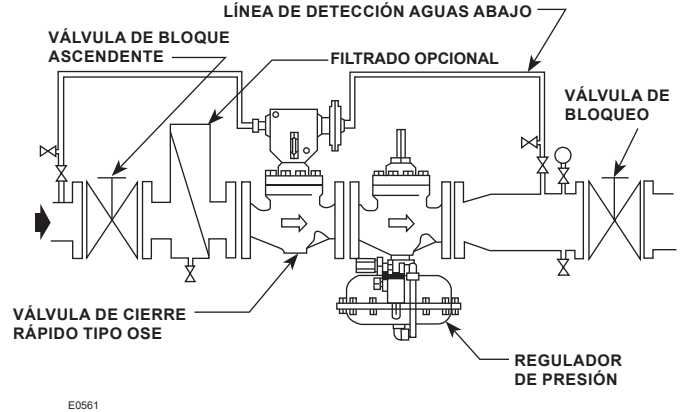 LÍNEA DE DETECCIÓN AGUAS ABAJO
VÁLVULA DE BLOQUE
ASCENDENTE
FILTRADO OPCIONAL
VÁLVULA DE
BLOQUEO
VÁLVULA DE CIERRE
RÁPIDO TIPO OSE
REGULADOR
DE PRESIÓN
E0561